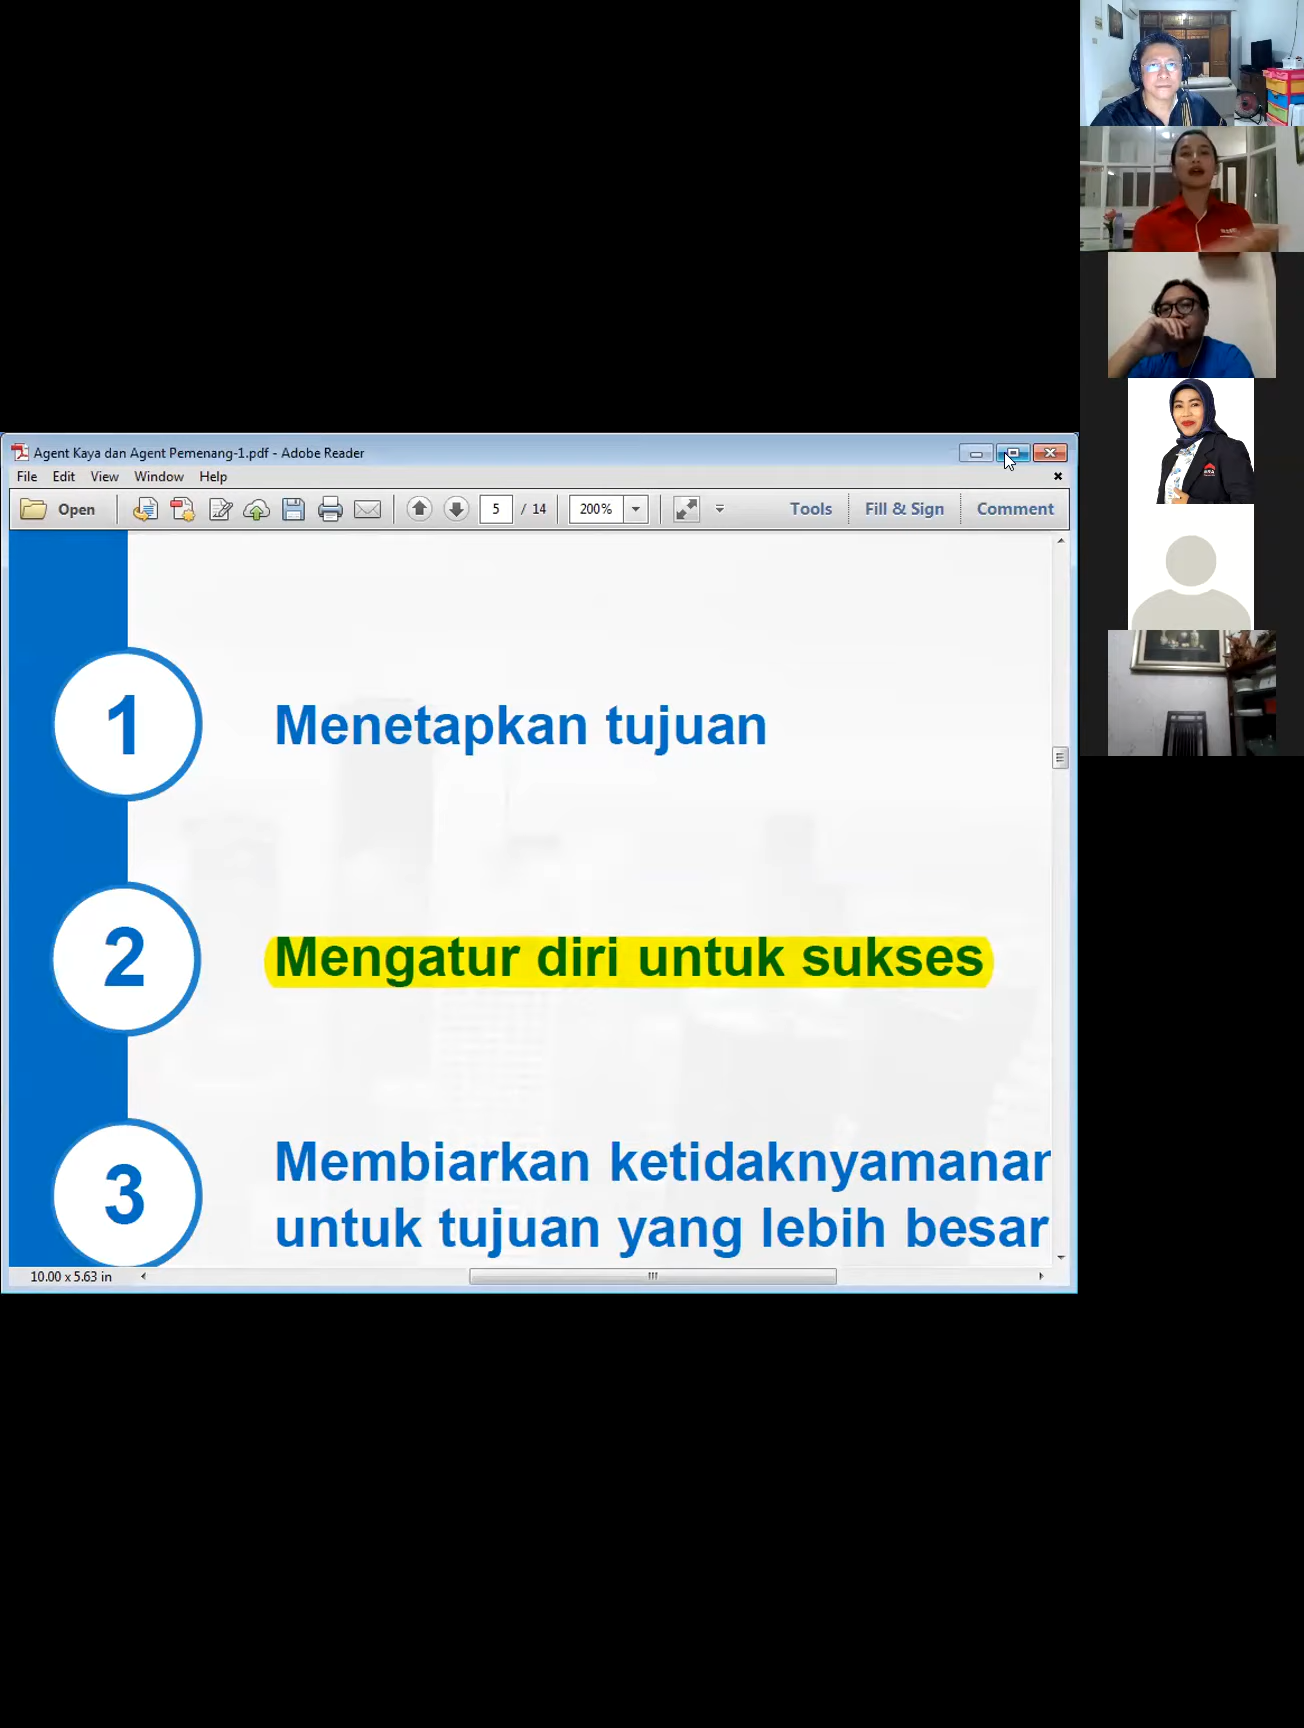 Agent Kaya dan Agent Pemenang-1.pdf - Adobe Reader
File Edit View Window Help
Open 5 / 14 200% Tools Fill & Sign Comment
1 Menetapkan tujuan
2 Mengatur diri untuk sukses
3 Membiarkan ketidaknyamanan
untuk tujuan yang lebih besar
10.00 x 5.63 in